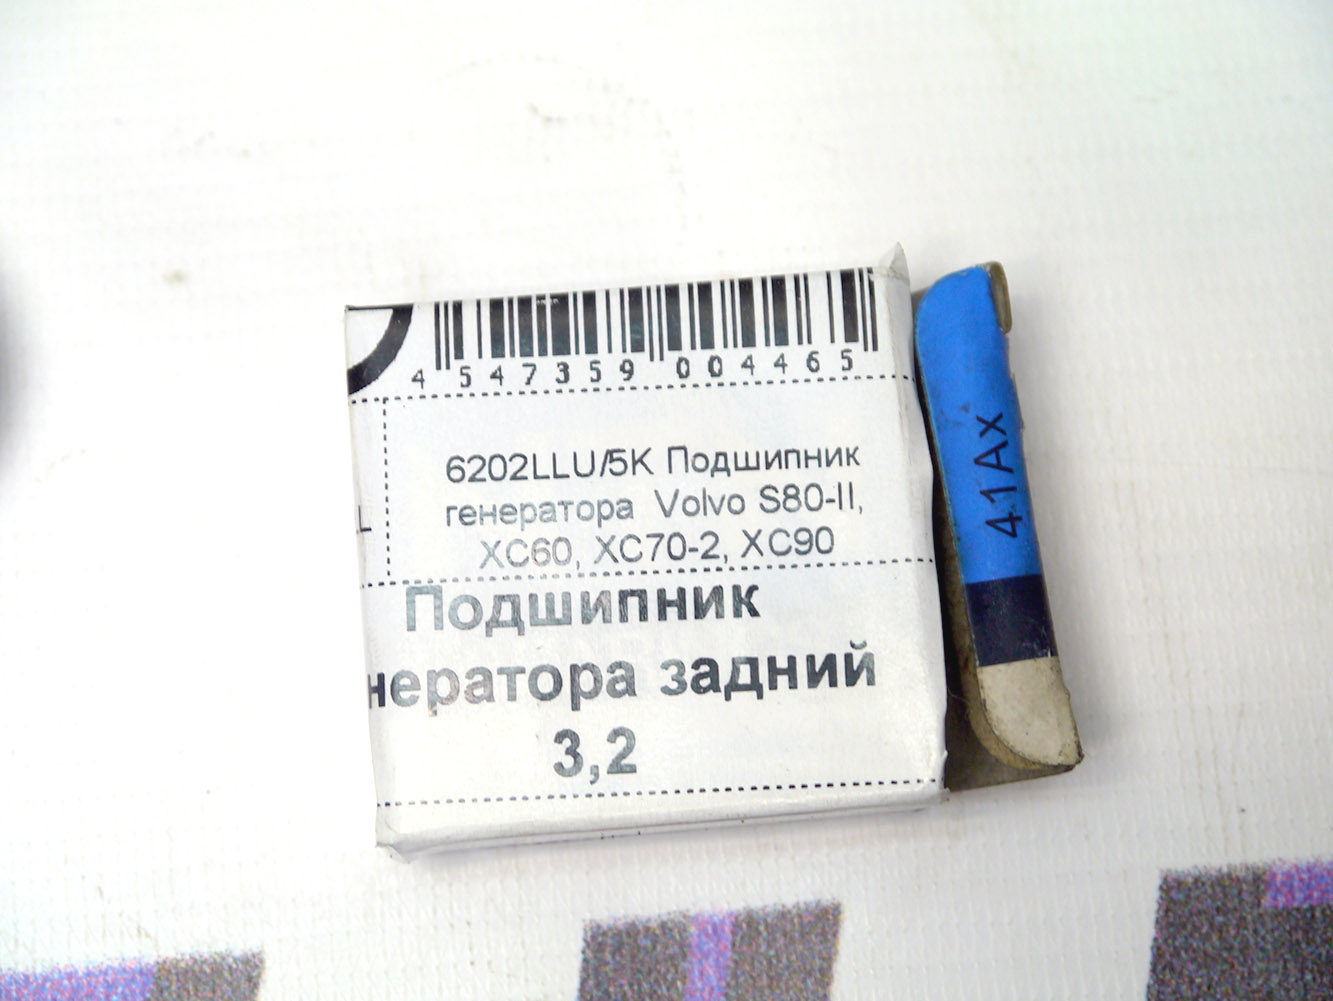 4 547359 004465
6202LLU/5K Подшипник
генератора Volvo S80-II,
XC60, XC70-2, XC90
L
Подшипник
нератора задний
3,2
41Ax